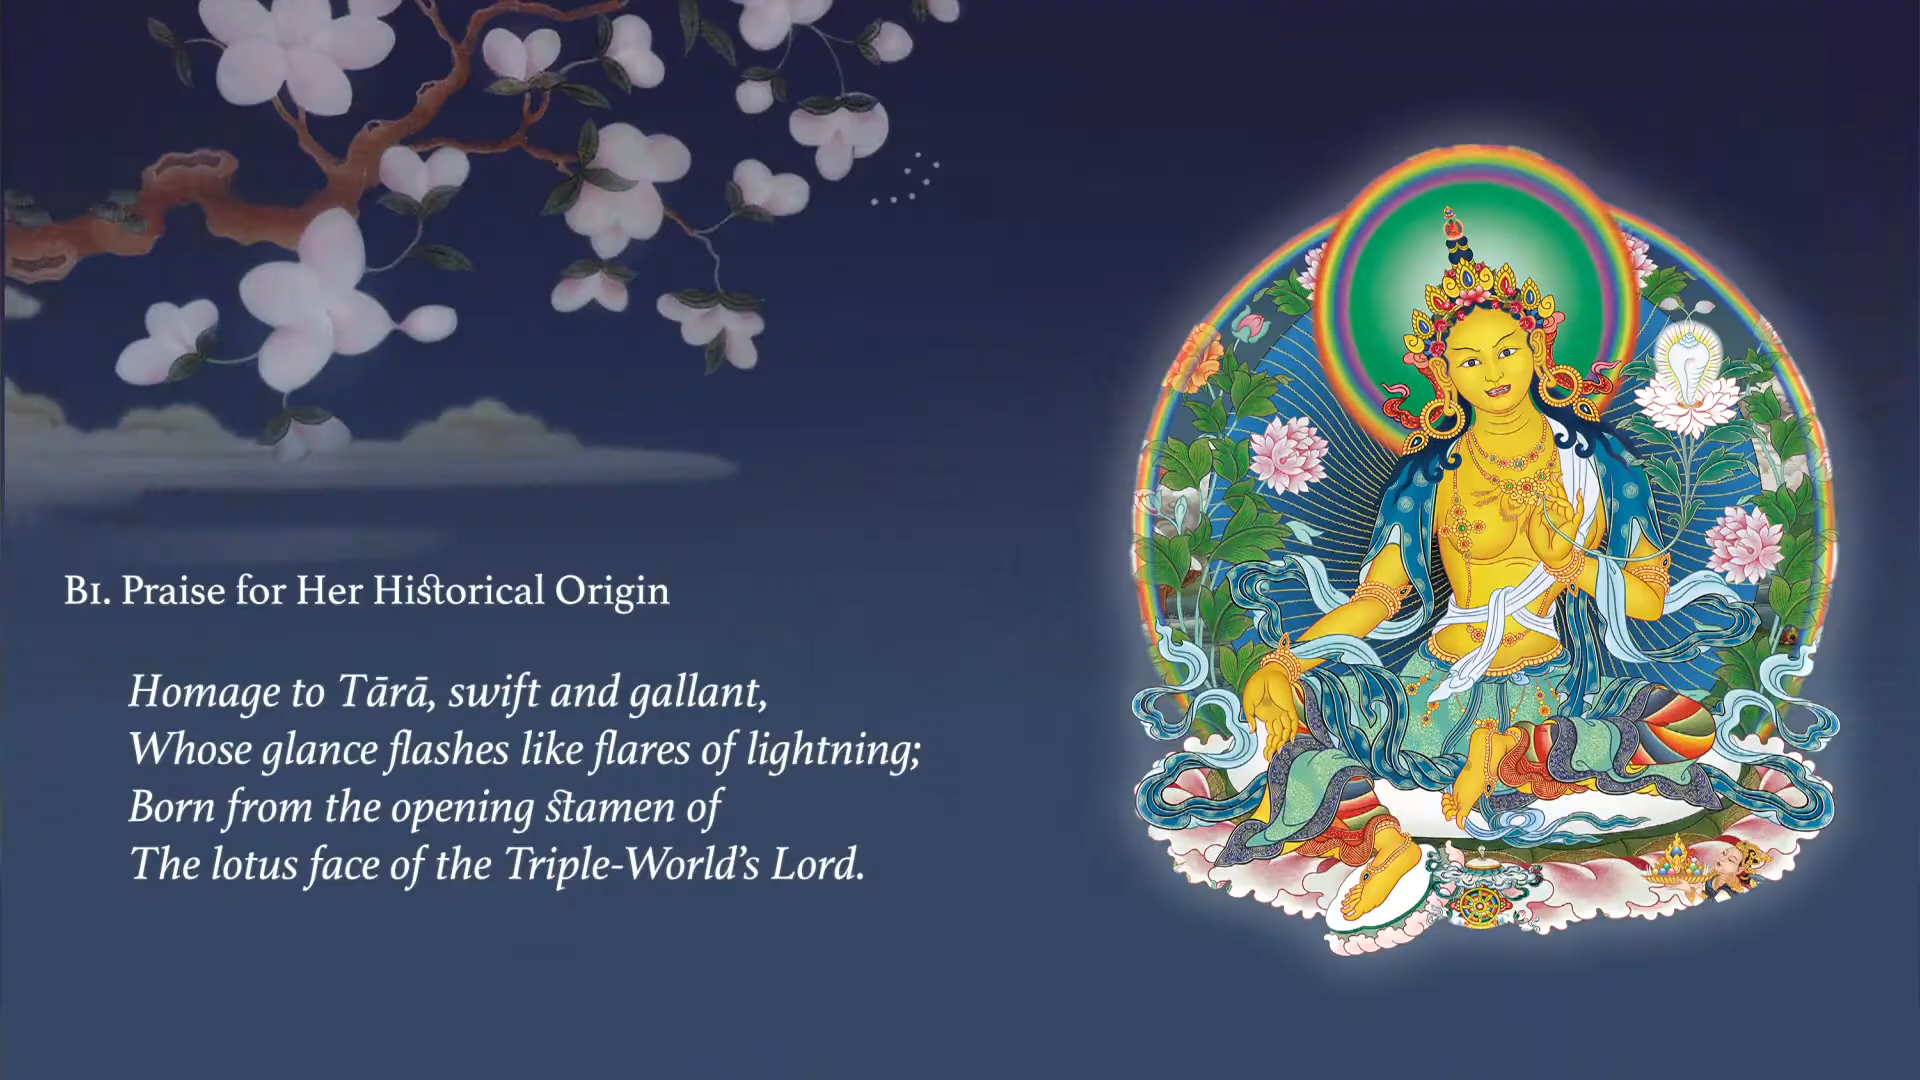 B1. Praise for Her Historical Origin
Homage to Tārā, swift and gallant,
Whose glance flashes like flares of lightning;
Born from the opening stamen of
The lotus face of the Triple-World’s Lord.